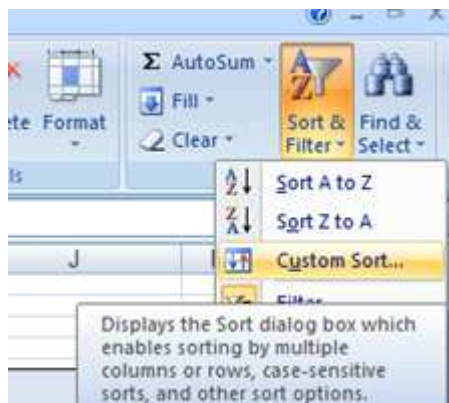 Σ AutoSum
Fill
Clear
Format
Sort &
Filter
Find &
Select
A
Z
Sort A to Z
Z
A
Sort Z to A
Custom Sort...
J
Displays the Sort dialog box which
enables sorting by multiple
columns or rows, case-sensitive
sorts, and other sort options.